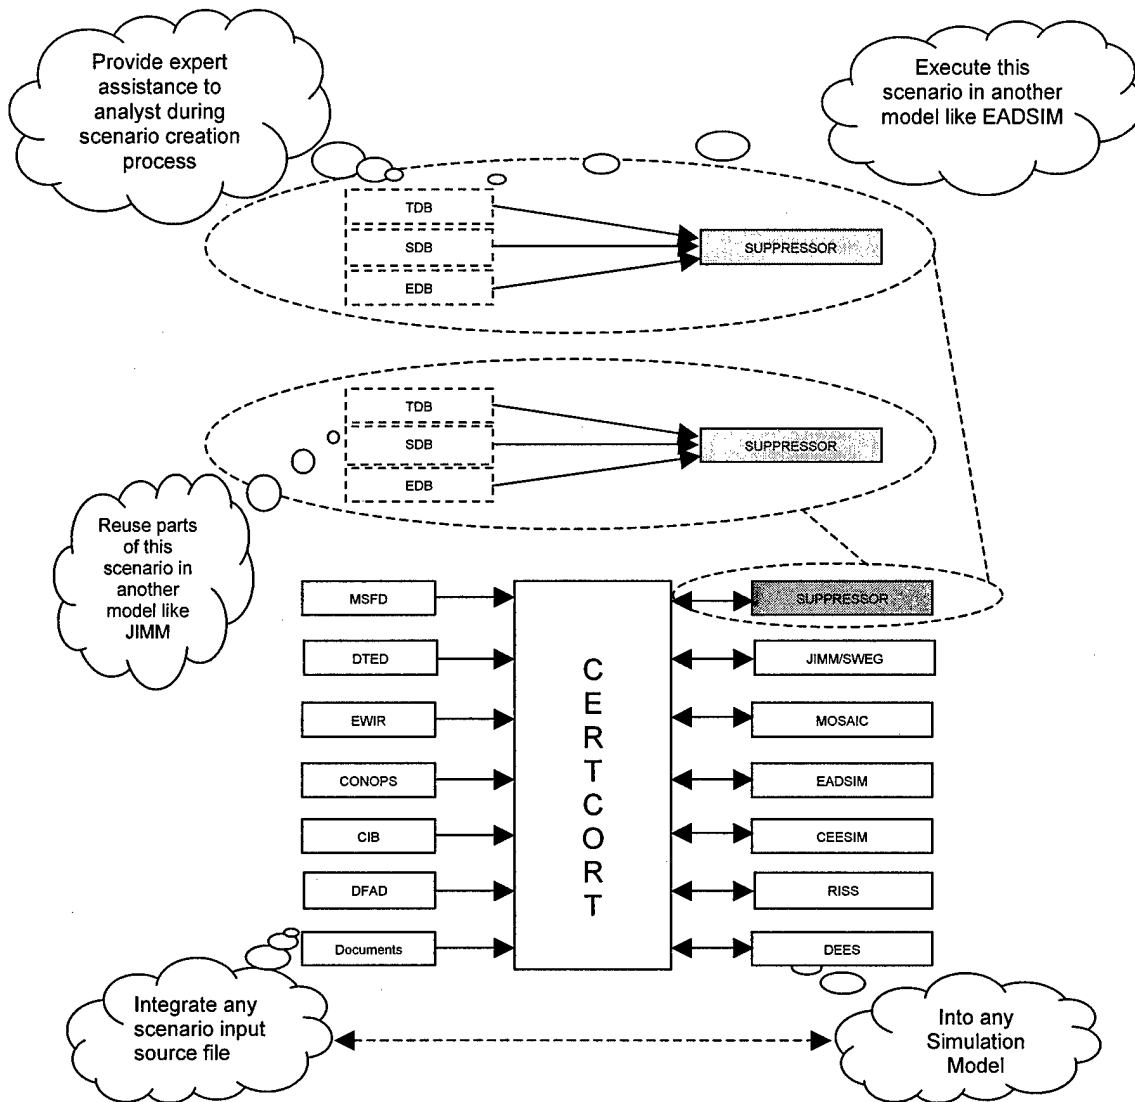 Provide expert
assistance to
analyst during
scenario creation
process
Execute this
scenario in another
model like EADSIM
TDB
SDB
EDB
SUPPRESSOR
TDB
SDB
EDB
SUPPRESSOR
Reuse parts
of this
scenario in
another
model like
JIMM
MSFD
DTED
EWIR
CONOPS
CIB
DFAD
Documents
C
E
R
T
C
O
R
T
SUPPRESSOR
JIMM/SWEG
MOSAIC
EADSIM
CEESIM
RISS
DEES
Integrate any
scenario input
source file
Into any
Simulation
Model